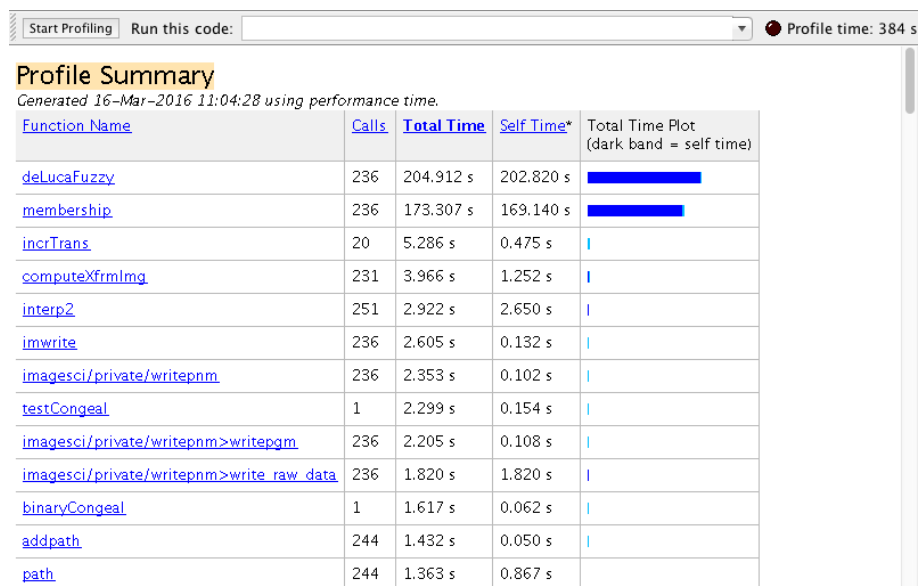 Start Profiling Run this code: Profile time: 384 s
Profile Summary
Generated 16-Mar-2016 11:04:28 using performance time.
Function Name Calls Total Time Self Time* Total Time Plot
(dark band = self time)
deLucaFuzzy 236 204.912 s 202.820 s
membership 236 173.307 s 169.140 s
incrTrans 20 5.286 s 0.475 s
computeXfrmImg 231 3.966 s 1.252 s
interp2 251 2.922 s 2.650 s
imwrite 236 2.605 s 0.132 s
imagesci/private/writepnm 236 2.353 s 0.102 s
testCongeal 1 2.299 s 0.154 s
imagesci/private/writepnm>writepgm 236 2.205 s 0.108 s
imagesci/private/writepnm>write_raw_data 236 1.820 s 1.820 s
binaryCongeal 1 1.617 s 0.062 s
addpath 244 1.432 s 0.050 s
path 244 1.363 s 0.867 s